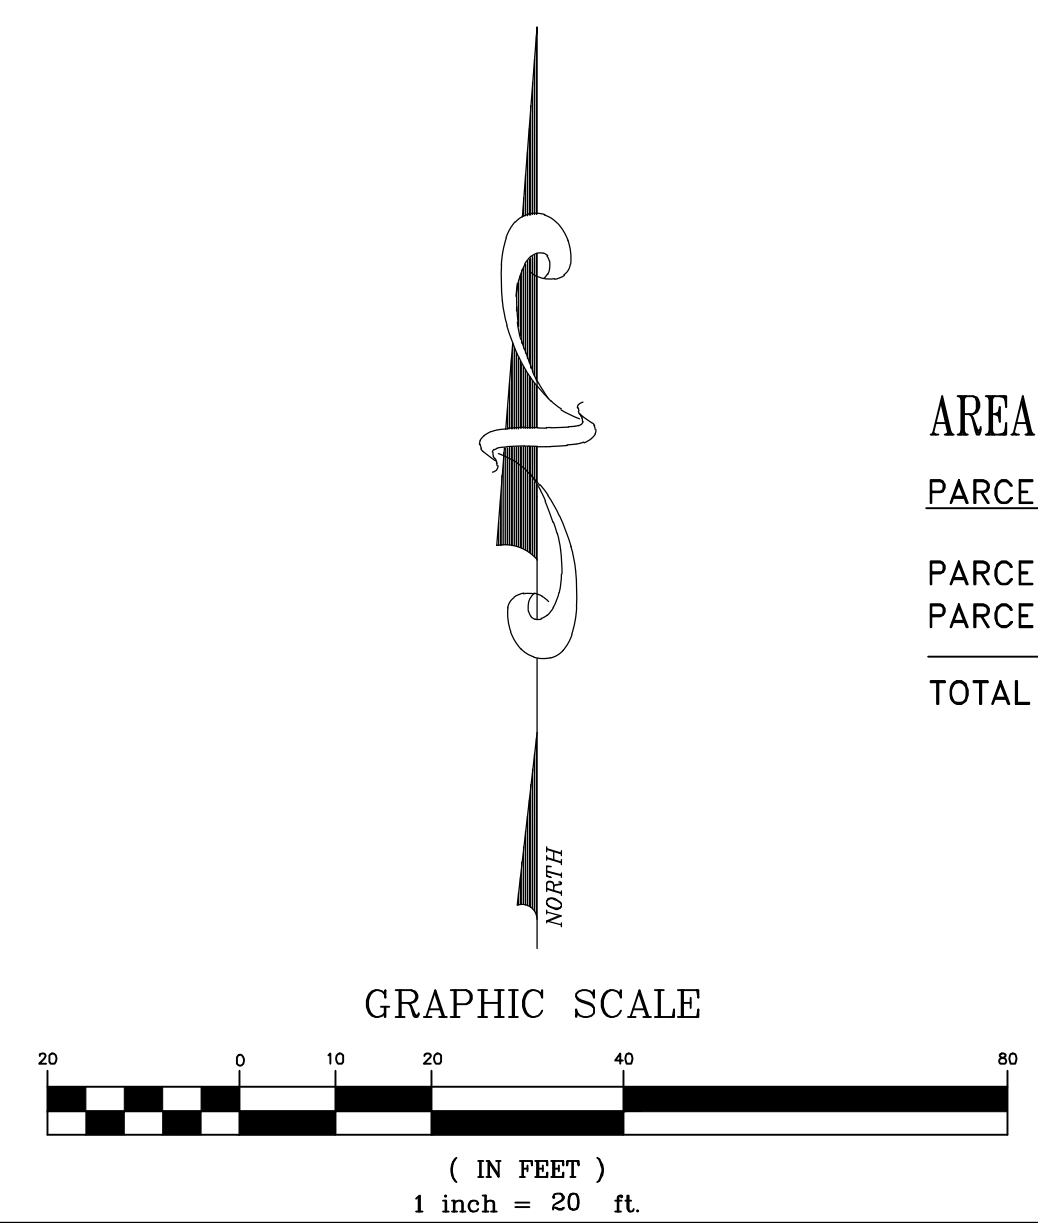 AREA
PARCE
PARCE
PARCE
TOTAL
NORTH
GRAPHIC SCALE
20 0 10 20 40 80
( IN FEET )
1 inch = 20 ft.